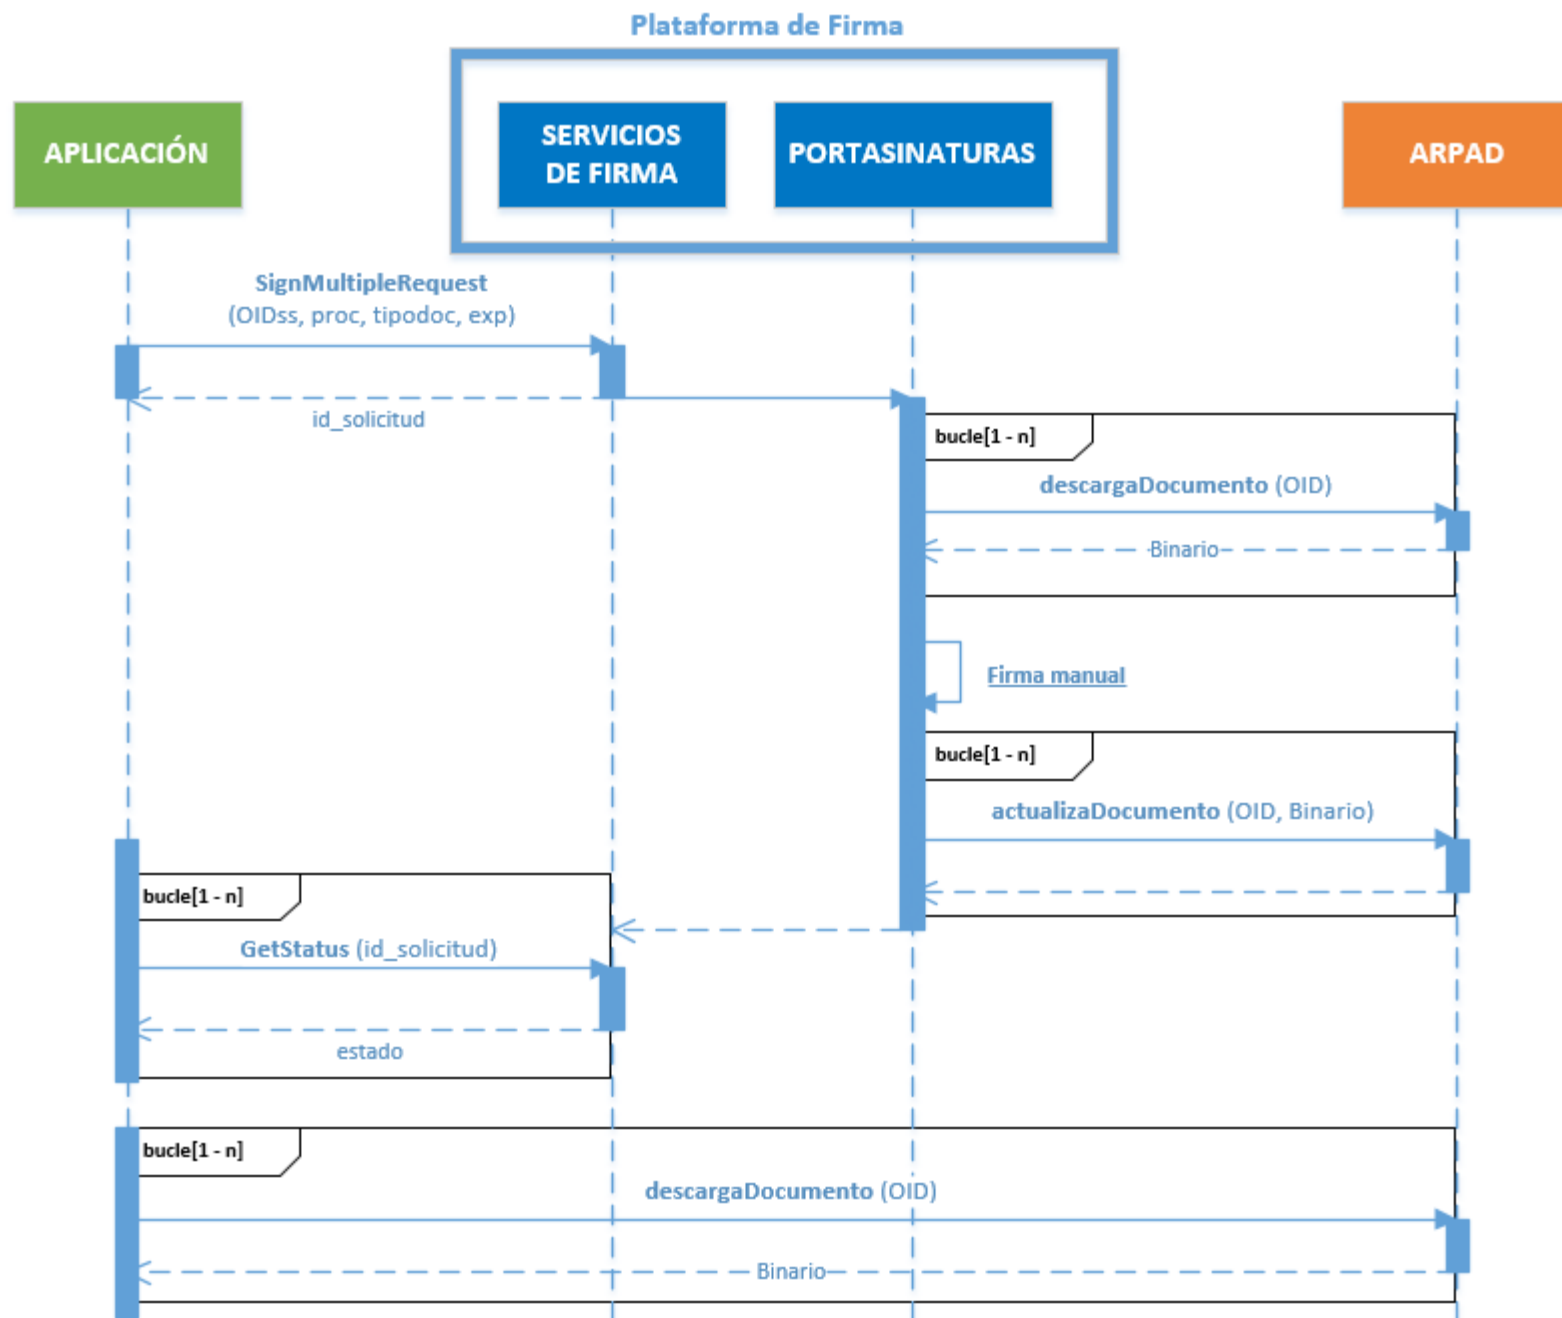 Plataforma de Firma
APLICACIÓN
SERVICIOS
DE FIRMA
PORTASINATURAS
ARPAD
SignMultipleRequest
(OIDss, proc, tipodoc, exp)
id_solicitud
bucle[1 - n]
descargaDocumento (OID)
Binario
Firma manual
bucle[1 - n]
actualizaDocumento (OID, Binario)
bucle[1 - n]
GetStatus (id_solicitud)
estado
bucle[1 - n]
descargaDocumento (OID)
Binario